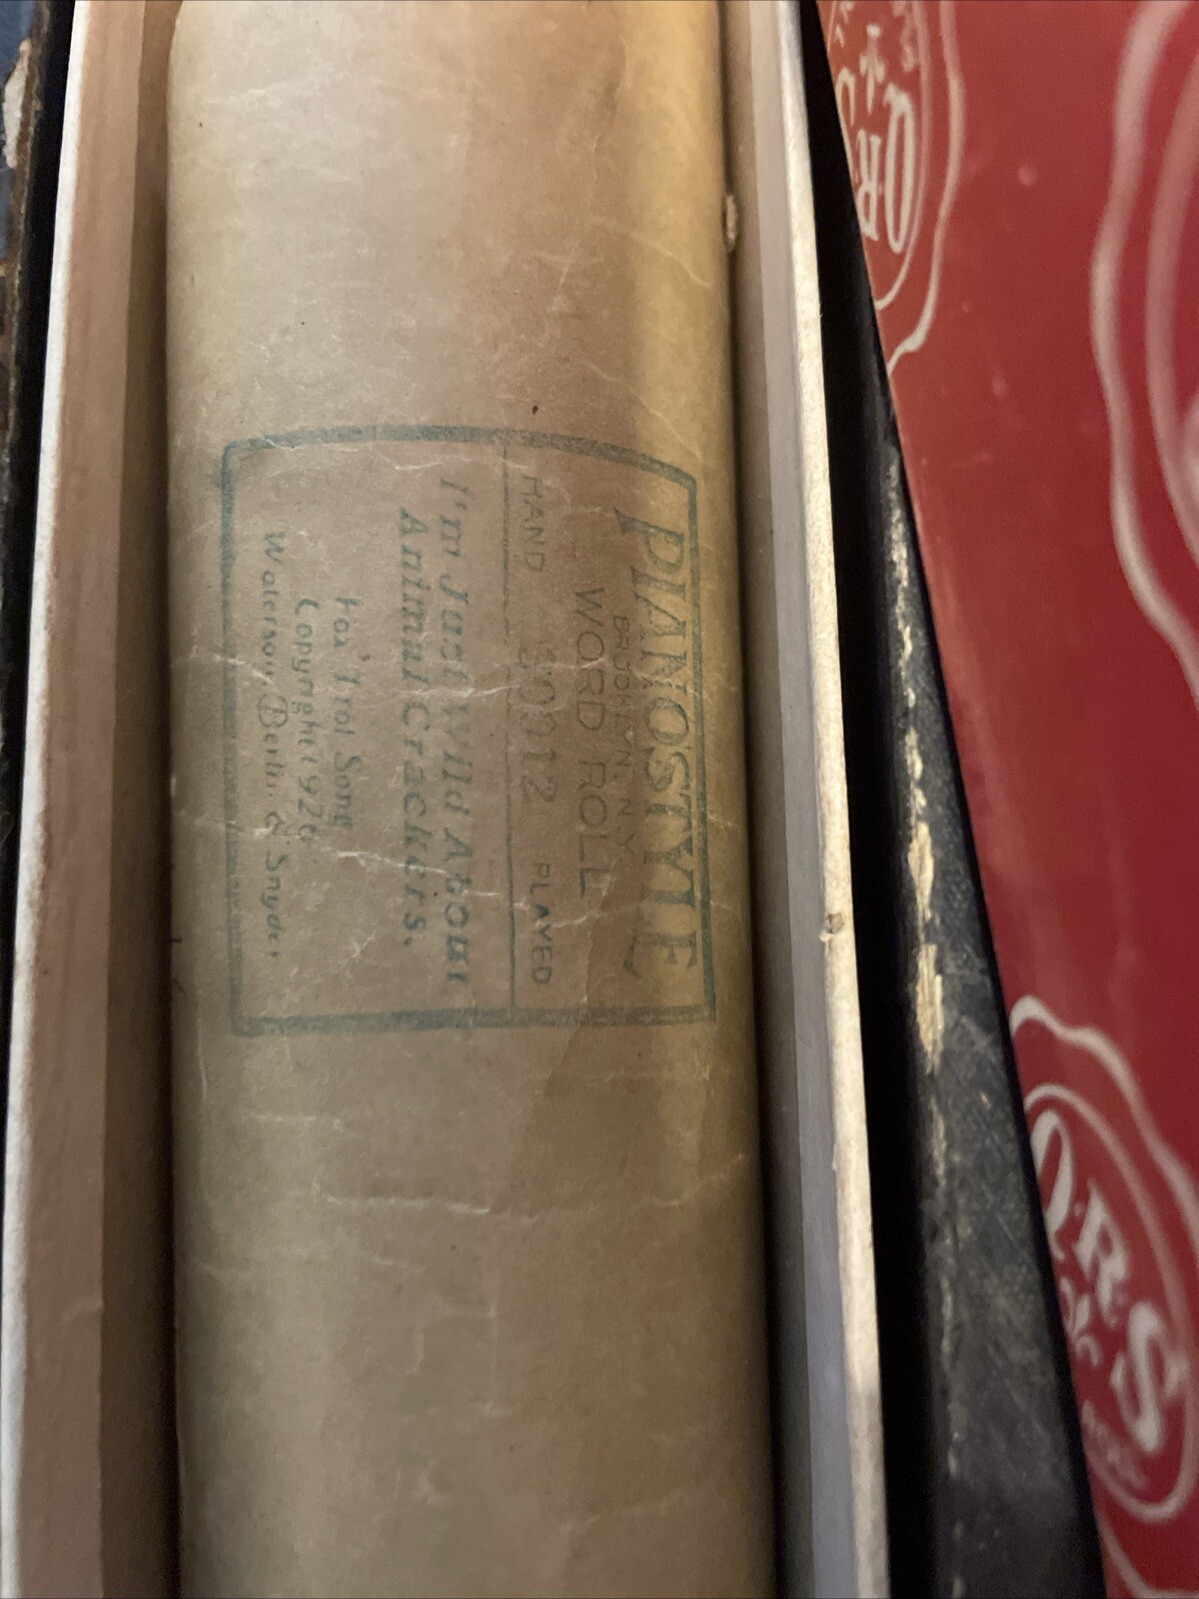 PIANOSTYLE
BROOKLYN, N.Y.
WORD ROLL
HAND PLAYED
I'm Just Wild About
Animal Crackers.
Fox Trot Song
Copyright 1926
Waterson Berlin & Snyder
Q·R·S
Q·R·S